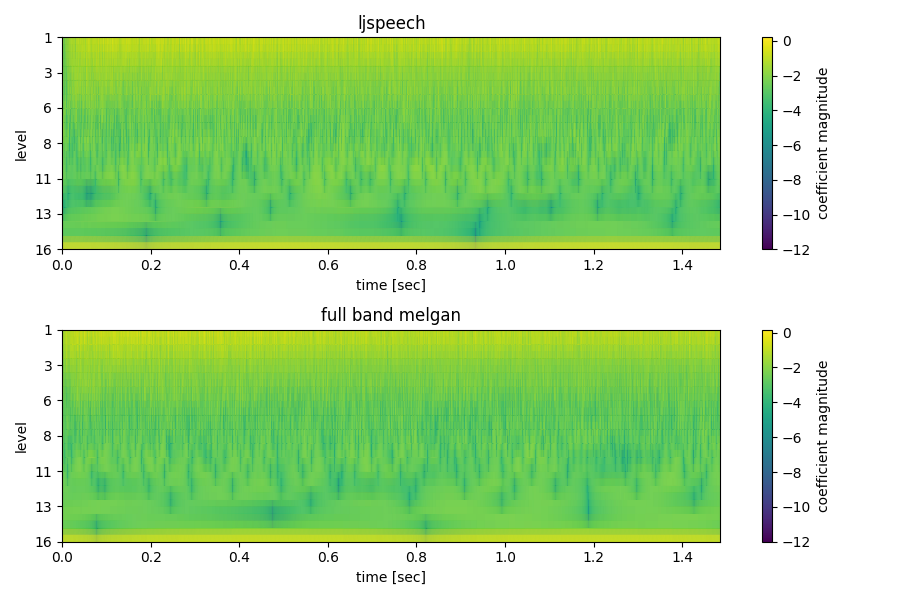 ljspeech
1
3
6
8
11
13
16
level
0.0 0.2 0.4 0.6 0.8 1.0 1.2 1.4
time [sec]
0
−2
−4
−6
−8
−10
−12
coefficient magnitude
full band melgan
1
3
6
8
11
13
16
level
0.0 0.2 0.4 0.6 0.8 1.0 1.2 1.4
time [sec]
0
−2
−4
−6
−8
−10
−12
coefficient magnitude